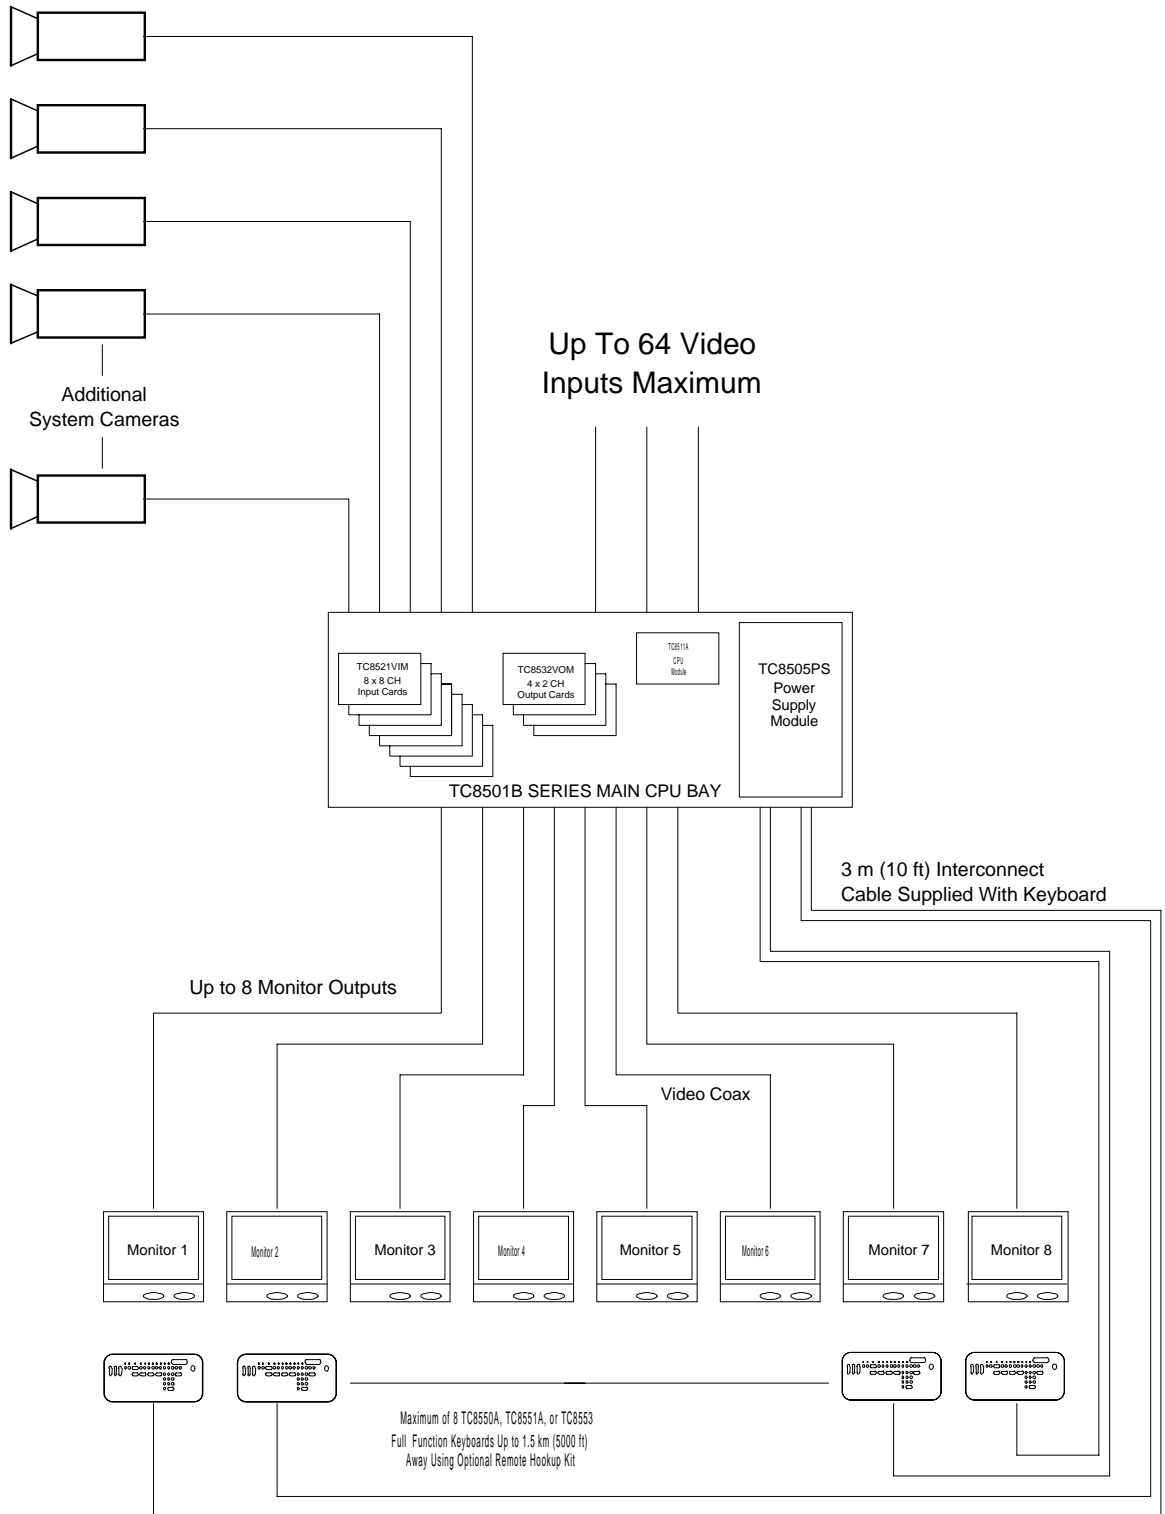 Up To 64 Video
Inputs Maximum
Additional
System Cameras
TC8521VIM
8 x 8 CH
Input Cards
TC8532VOM
4 x 2 CH
Output Cards
TC8511A
CPU
Module
TC8505PS
Power
Supply
Module
TC8501B SERIES MAIN CPU BAY
3 m (10 ft) Interconnect
Cable Supplied With Keyboard
Up to 8 Monitor Outputs
Video Coax
Monitor 1
Monitor 2
Monitor 3
Monitor 4
Monitor 5
Monitor 6
Monitor 7
Monitor 8
Maximum of 8 TC8550A, TC8551A, or TC8553
Full Function Keyboards Up to 1.5 km (5000 ft)
Away Using Optional Remote Hookup Kit